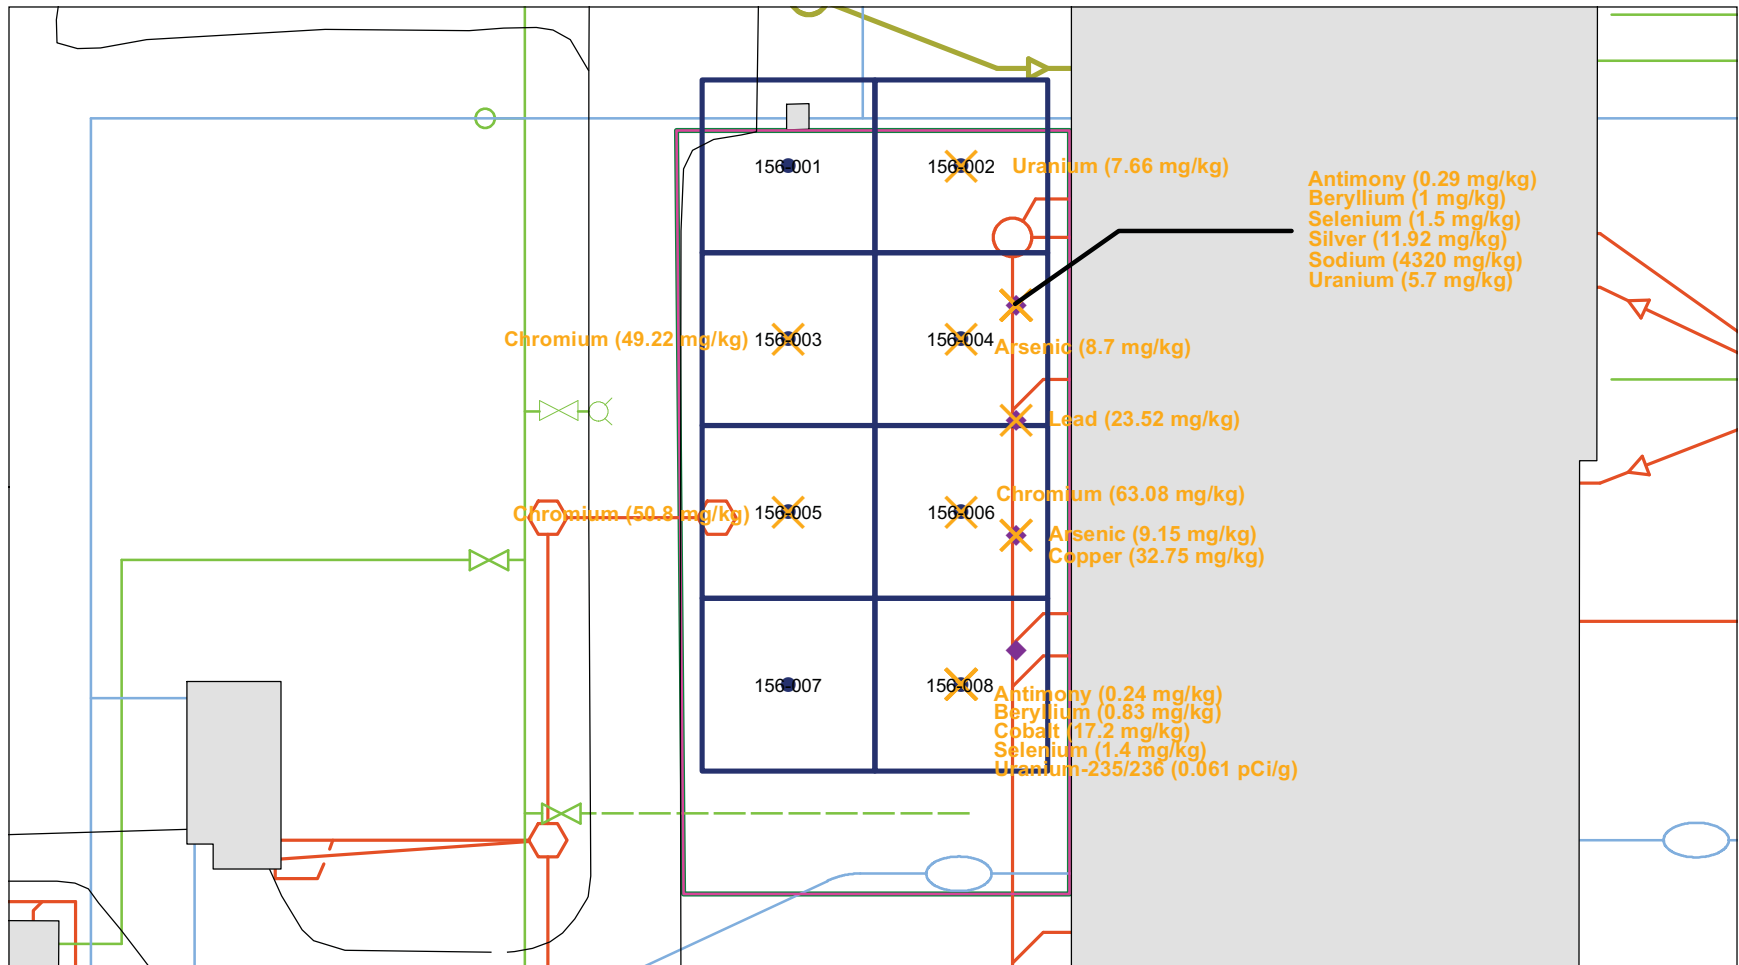 156-001
156-002
Uranium (7.66 mg/kg)
Antimony (0.29 mg/kg)
Beryllium (1 mg/kg)
Selenium (1.5 mg/kg)
Silver (11.92 mg/kg)
Sodium (4320 mg/kg)
Uranium (5.7 mg/kg)
Chromium (49.22 mg/kg)
156-003
156-004
Arsenic (8.7 mg/kg)
Lead (23.52 mg/kg)
Chromium (63.08 mg/kg)
Chromium (50.8 mg/kg)
156-005
156-006
Arsenic (9.15 mg/kg)
Copper (32.75 mg/kg)
156-007
156-008
Antimony (0.24 mg/kg)
Beryllium (0.83 mg/kg)
Cobalt (17.2 mg/kg)
Selenium (1.4 mg/kg)
Uranium-235/236 (0.061 pCi/g)